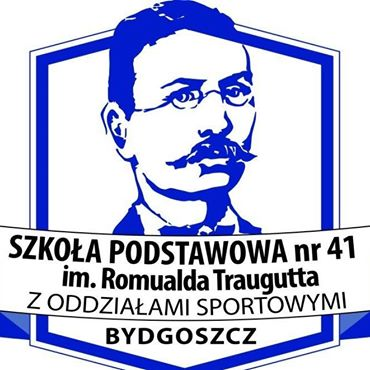 SZKOŁA PODSTAWOWA nr 41
im. Romualda Traugutta
Z ODDZIAŁAMI SPORTOWYMI
BYDGOSZCZ